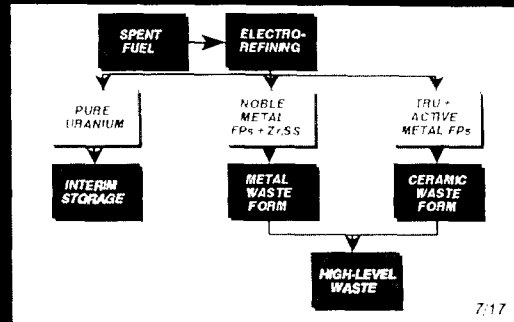 SPENT
FUEL
ELECTRO-
REFINING
PURE
URANIUM
NOBLE
METAL
FPs + Zr,SS
TRU +
ACTIVE
METAL FPs
INTERIM
STORAGE
METAL
WASTE
FORM
CERAMIC
WASTE
FORM
HIGH-LEVEL
WASTE
7/17